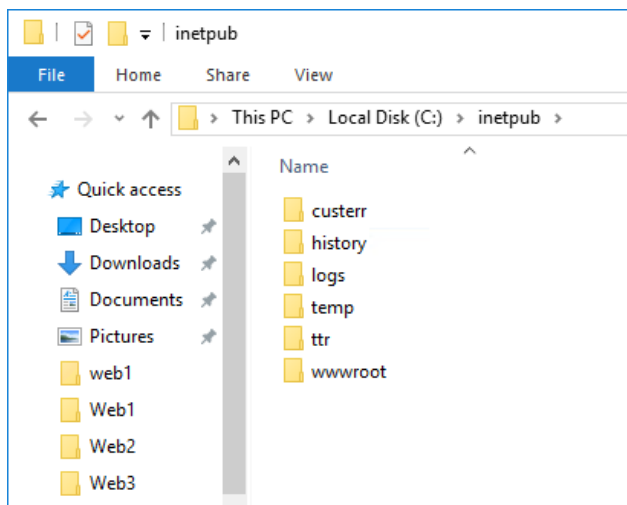 inetpub
File Home Share View
This PC > Local Disk (C:) > inetpub >
Name
Quick access
Desktop
Downloads
Documents
Pictures
web1
Web1
Web2
Web3
custerr
history
logs
temp
ttr
wwwroot